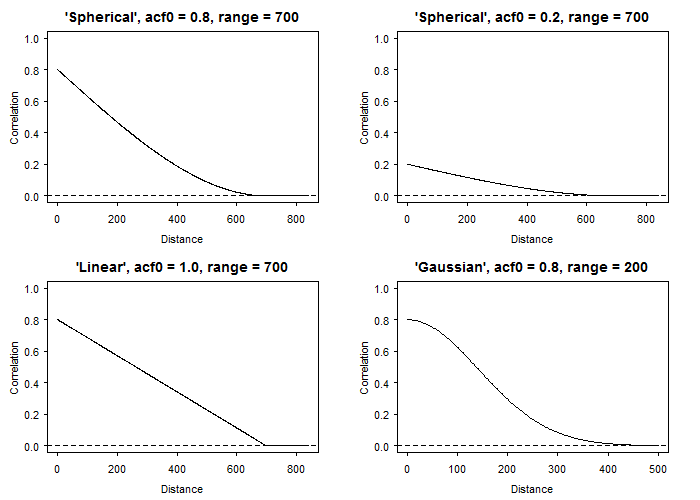 'Spherical', acf0 = 0.8, range = 700
Correlation
1.0
0.8
0.6
0.4
0.2
0.0
0 200 400 600 800
Distance
'Spherical', acf0 = 0.2, range = 700
Correlation
1.0
0.8
0.6
0.4
0.2
0.0
0 200 400 600 800
Distance
'Linear', acf0 = 1.0, range = 700
Correlation
1.0
0.8
0.6
0.4
0.2
0.0
0 200 400 600 800
Distance
'Gaussian', acf0 = 0.8, range = 200
Correlation
1.0
0.8
0.6
0.4
0.2
0.0
0 100 200 300 400 500
Distance